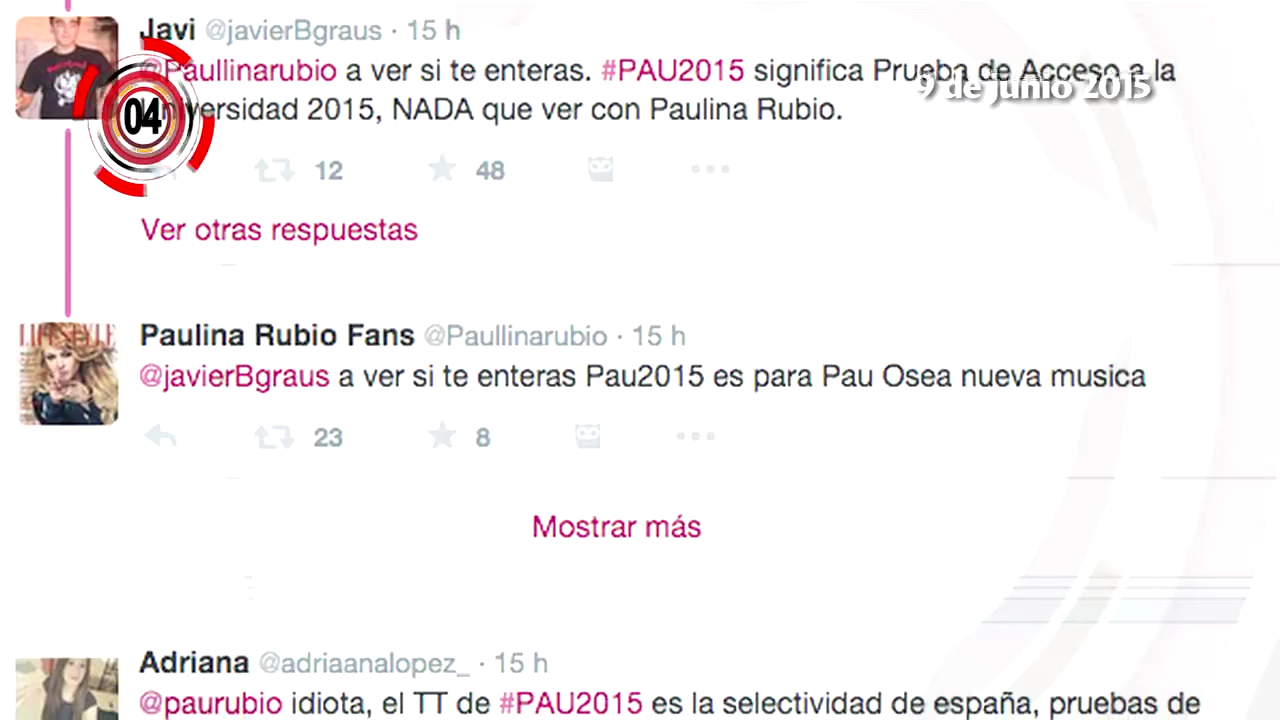 Javi @javierBgraus · 15 h
@Paullinarubio a ver si te enteras. #PAU2015 significa Prueba de Acceso a la
9 de junio 2015
04
Universidad 2015, NADA que ver con Paulina Rubio.
12 48
Ver otras respuestas
LIFESTYLE
Paulina Rubio Fans @Paullinarubio · 15 h
@javierBgraus a ver si te enteras Pau2015 es para Pau Osea nueva musica
23 8
Mostrar más
Adriana @adriaanalopez_ · 15 h
@paurubio idiota, el TT de #PAU2015 es la selectividad de españa, pruebas de